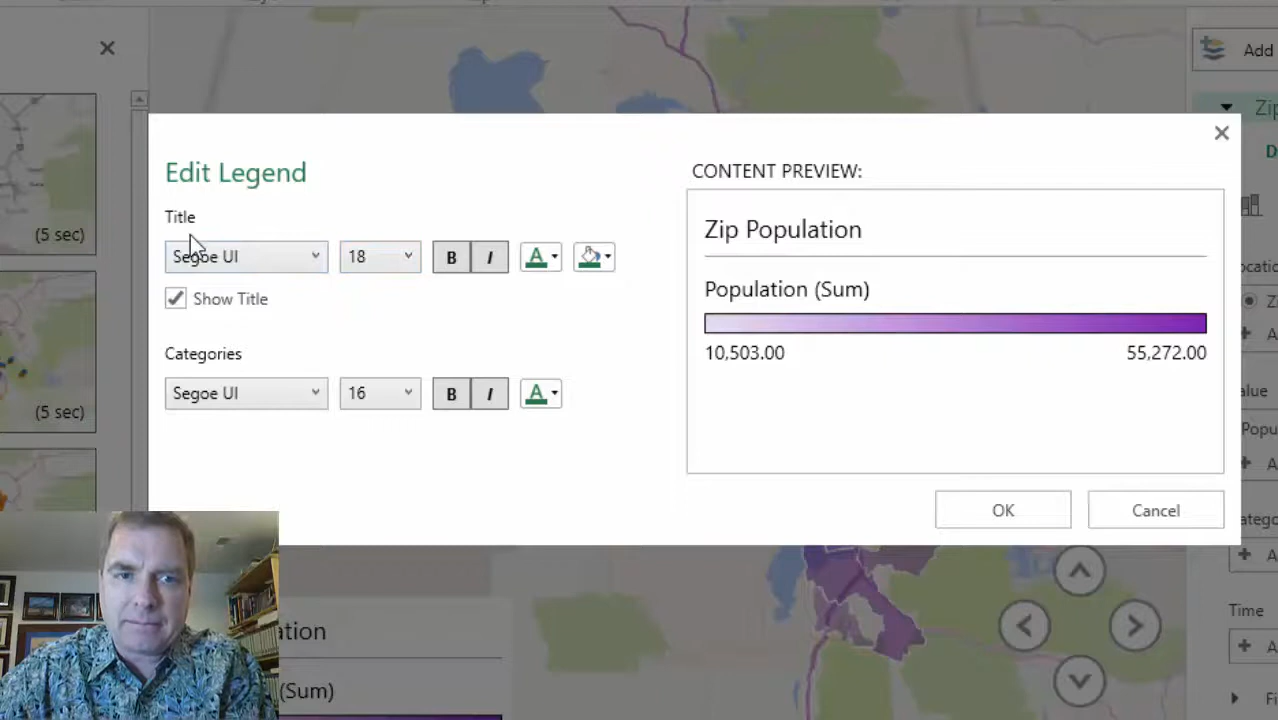 Add
(5 sec)
(5 sec)
Edit Legend
Title
Segoe UI
18
B
I
A
Show Title
Categories
Segoe UI
16
B
I
A
CONTENT PREVIEW:
Zip Population
Population (Sum)
10,503.00
55,272.00
OK
Cancel
Time
(Sum)